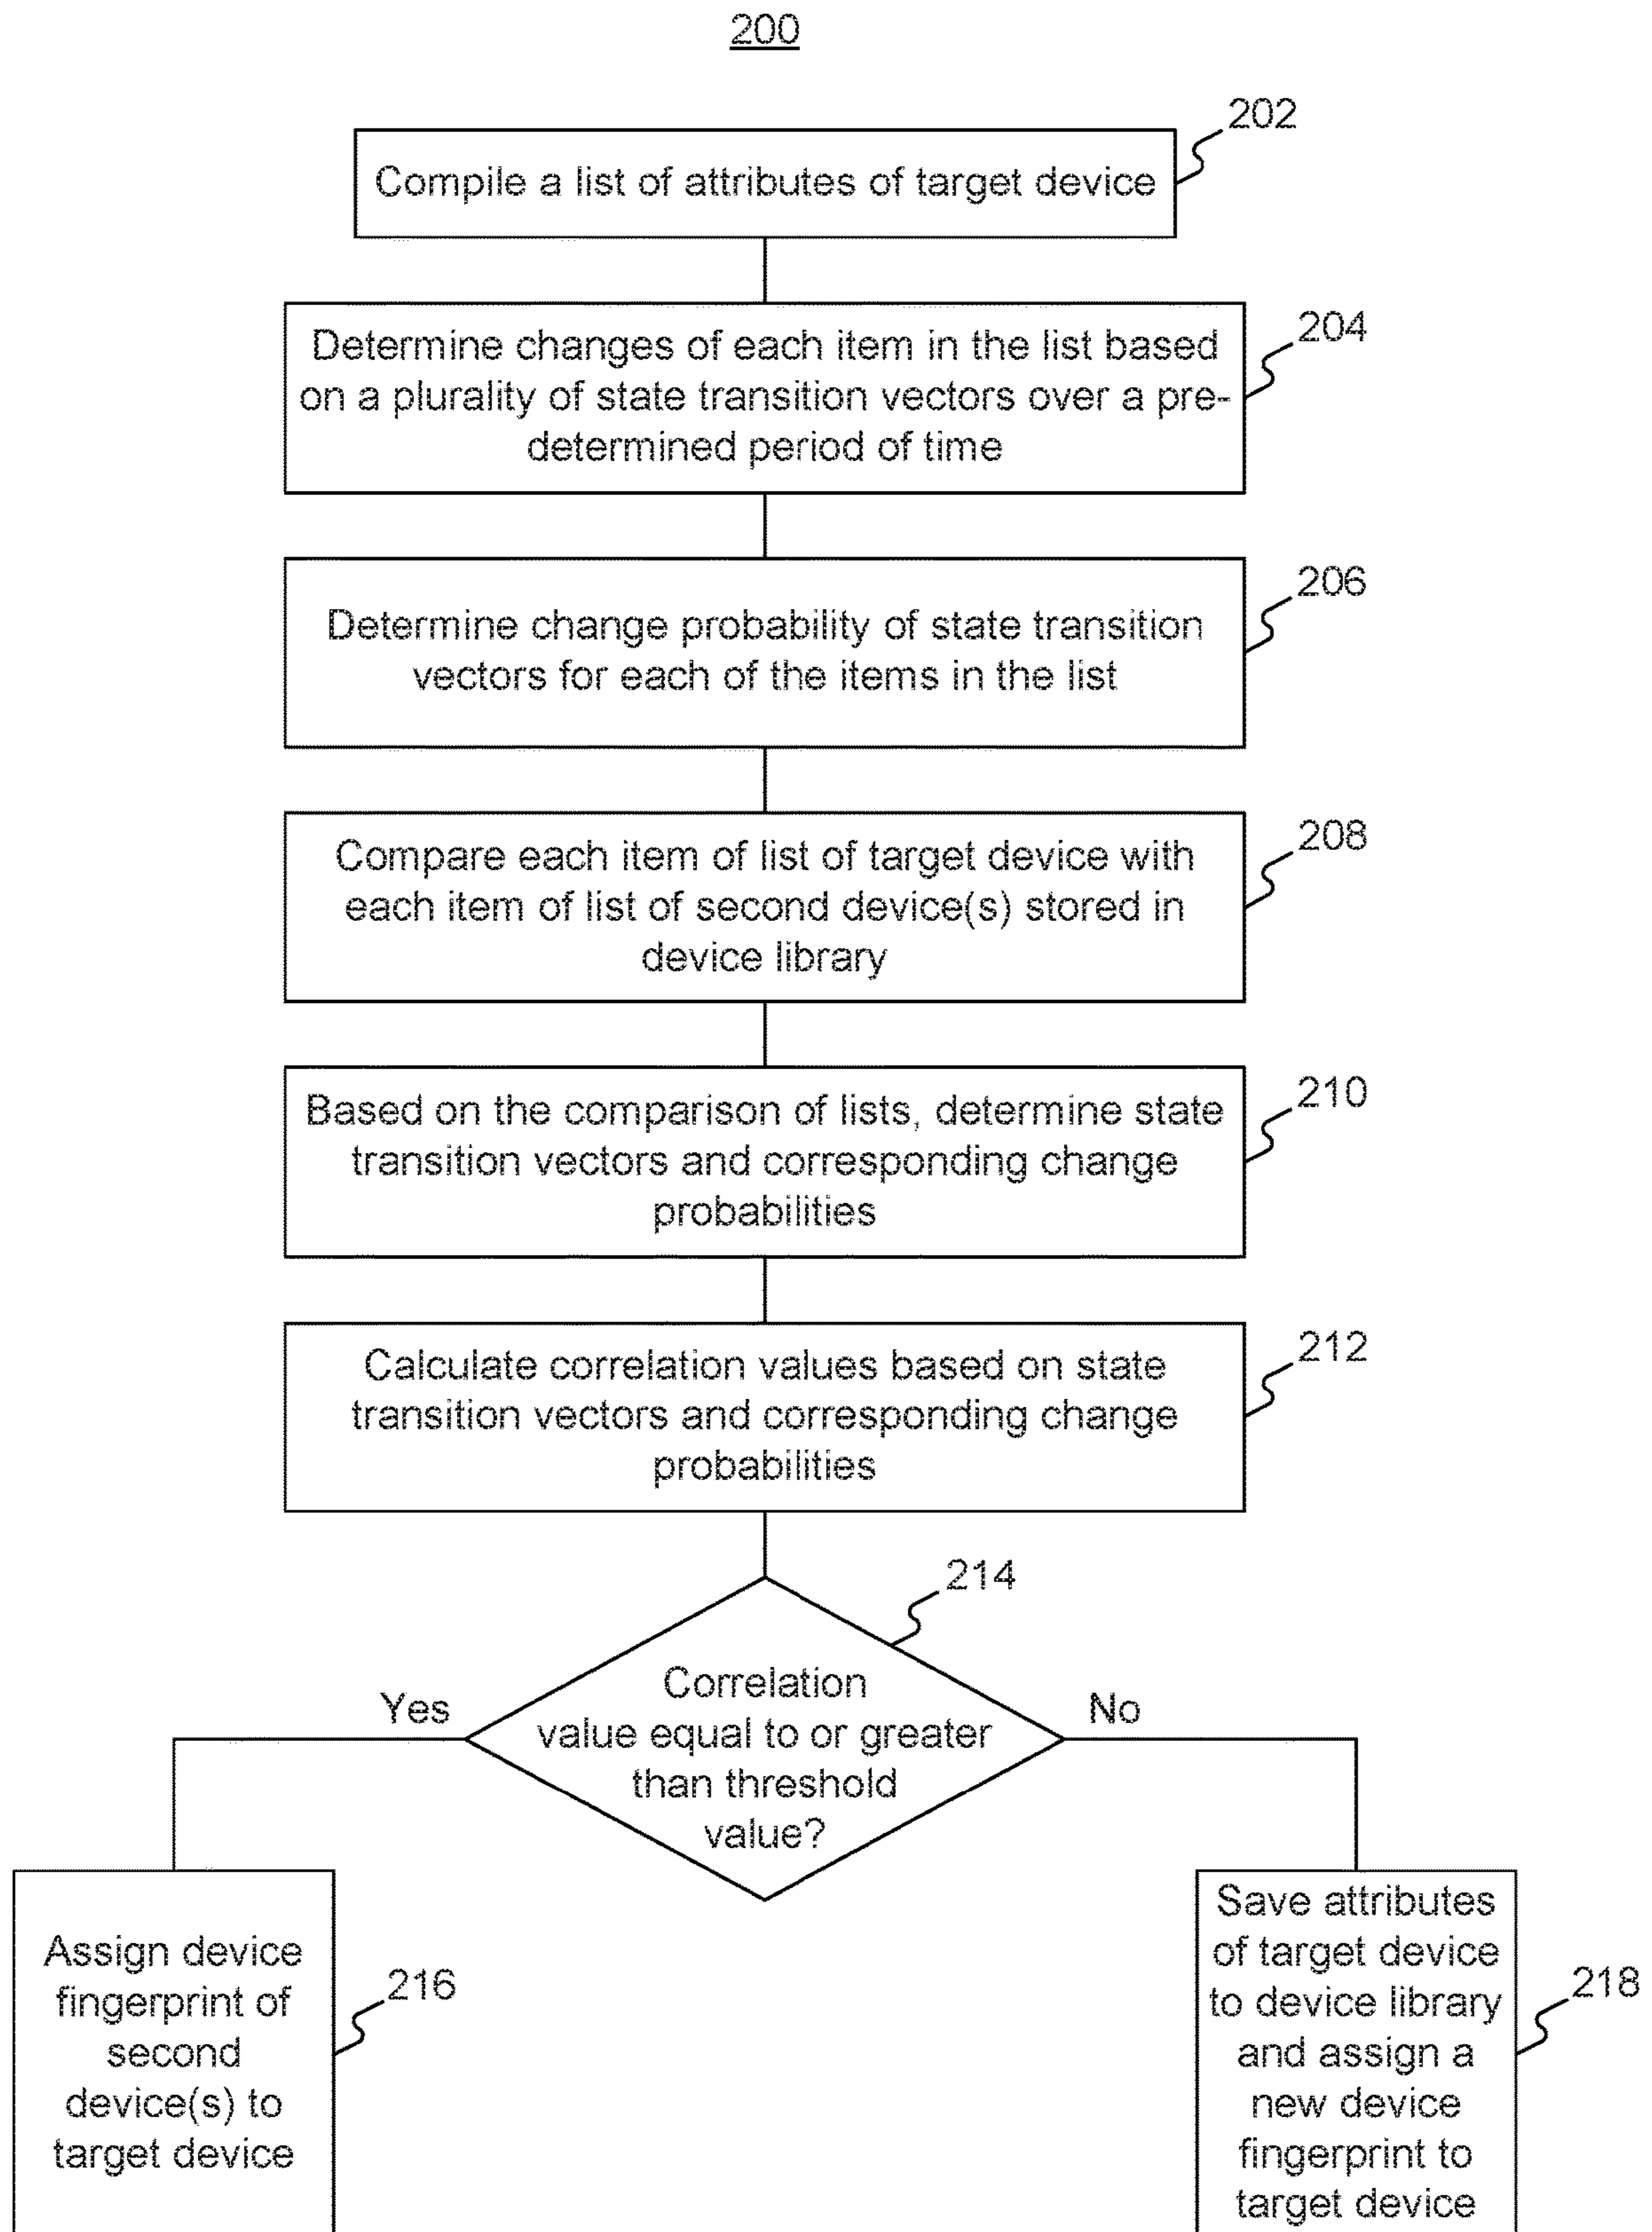 200
202
Compile a list of attributes of target device
204
Determine changes of each item in the list based
on a plurality of state transition vectors over a pre-
determined period of time
206
Determine change probability of state transition
vectors for each of the items in the list
208
Compare each item of list of target device with
each item of list of second device(s) stored in
device library
210
Based on the comparison of lists, determine state
transition vectors and corresponding change
probabilities
212
Calculate correlation values based on state
transition vectors and corresponding change
probabilities
214
Correlation
value equal to or greater
than threshold
value?
Yes
No
Assign device
fingerprint of
second
device(s) to
target device
216
Save attributes
of target device
to device library
and assign a
new device
fingerprint to
target device
218